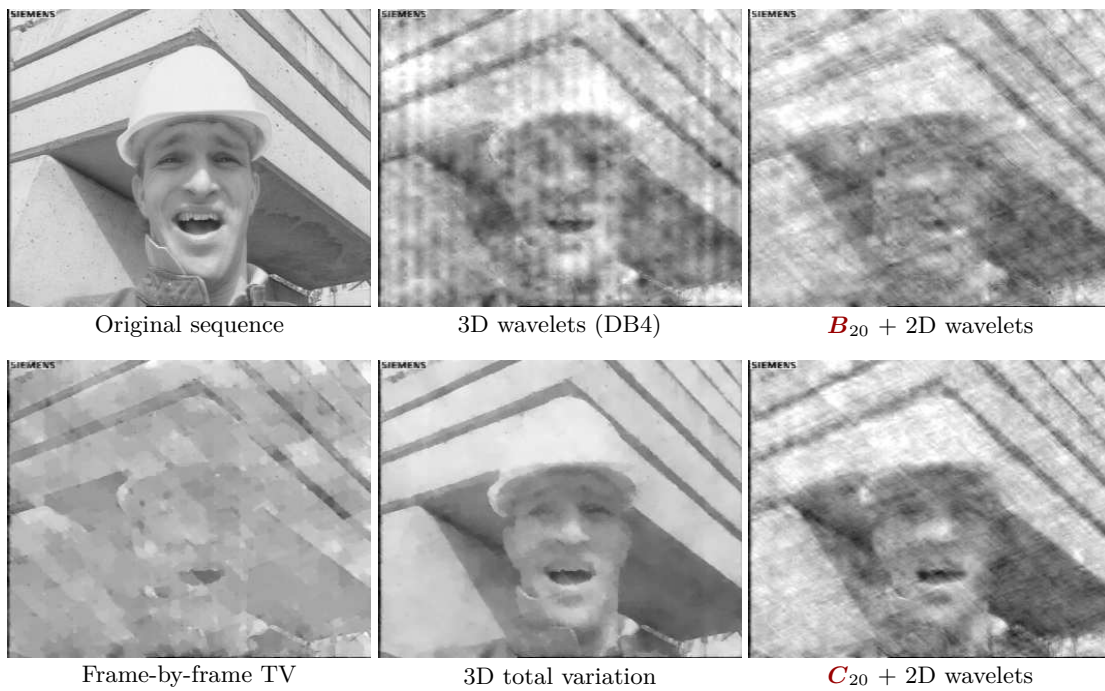 SIEMENS
SIEMENS
SIEMENS
Original sequence
3D wavelets (DB4)
B₂₀ + 2D wavelets
SIEMENS
SIEMENS
SIEMENS
Frame-by-frame TV
3D total variation
C₂₀ + 2D wavelets